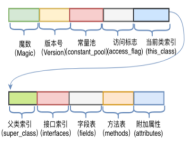 魔数 版本号 常量池 访问标志 当前类索引
(Magic) (Version) (constant_pool) (access_flag) (this_class)
父类索引 接口索引 字段表 方法表 附加属性
(super_class) (interfaces) (fields) (methods) (attributes)